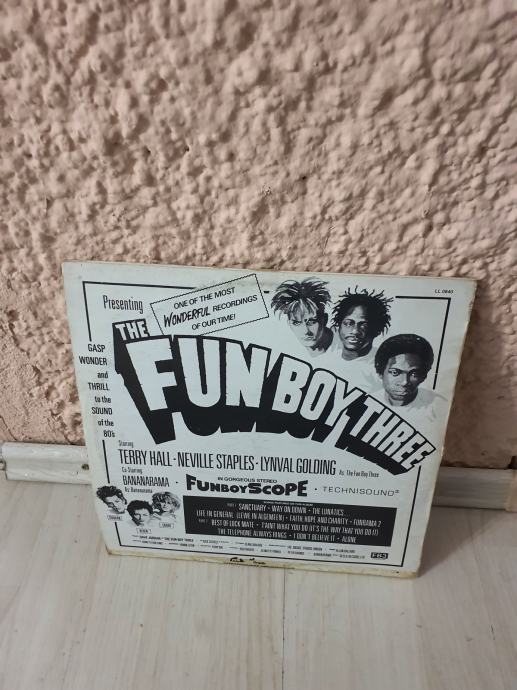 LL 0840
Presenting
ONE OF THE MOST
WONDERFUL RECORDINGS
OF OUR TIME!
THE
FUN BOY THREE
GASP
WONDER
and
THRILL
to the
SOUND
of the
80's
Starring
TERRY HALL · NEVILLE STAPLES · LYNVAL GOLDING As: The Fun Boy Three
Co-Starring
BANANARAMA
As: Bananarama
IN GORGEOUS STEREO
FUNBOYSCOPE · TECHNISOUND®
SANCTUARY · WAY ON DOWN · THE LUNATICS
LIFE IN GENERAL (LEWE IN ALGEMEEN) · FAITH, HOPE AND CHARITY · FUNRAMA 2
BEST OF LUCK MATE · T'AINT WHAT YOU DO (IT'S THE WAY THAT YOU DO IT)
THE TELEPHONE ALWAYS RINGS · I DON'T BELIEVE IT · ALONE
FB3